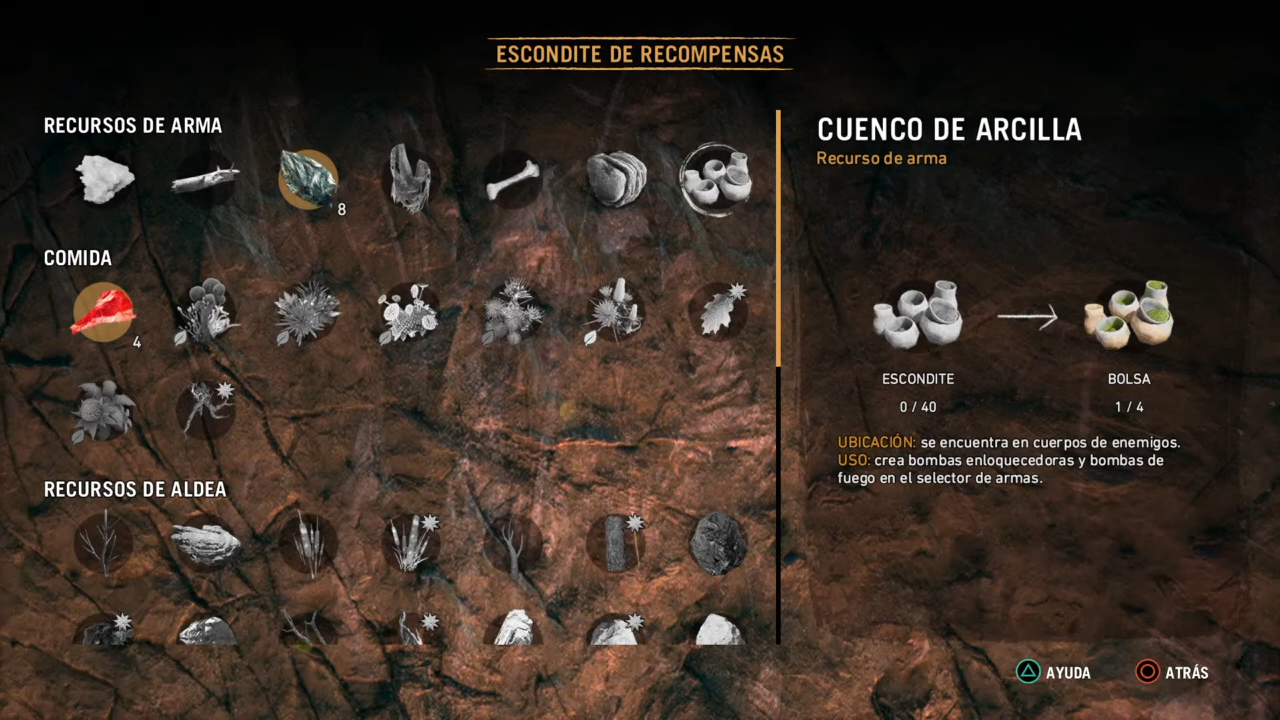 ESCONDITE DE RECOMPENSAS
RECURSOS DE ARMA
8
COMIDA
4
RECURSOS DE ALDEA
CUENCO DE ARCILLA
Recurso de arma
ESCONDITE
BOLSA
0 / 40
1 / 4
UBICACIÓN: se encuentra en cuerpos de enemigos.
USO: crea bombas enloquecedoras y bombas de
fuego en el selector de armas.
AYUDA
ATRÁS